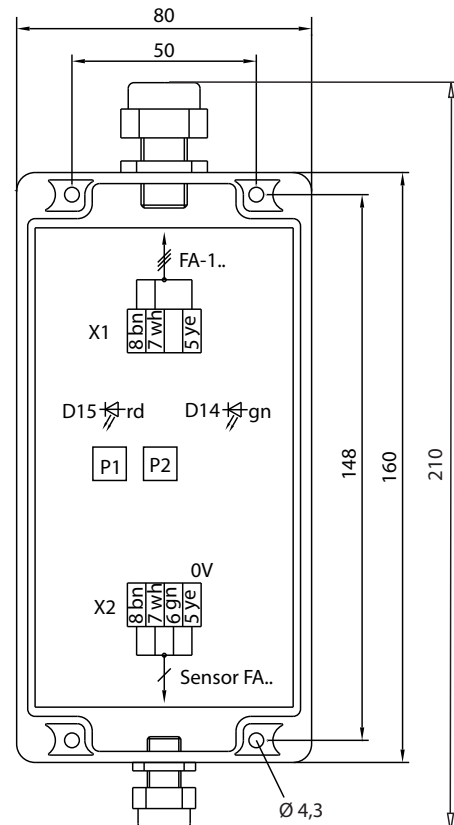 80
50
FA-1..
X1
8 bn
7 wh
5 ye
D15 rd
D14 gn
P1
P2
148
160
210
0V
X2
8 bn
7 wh
6 gn
5 ye
Sensor FA..
Ø 4,3